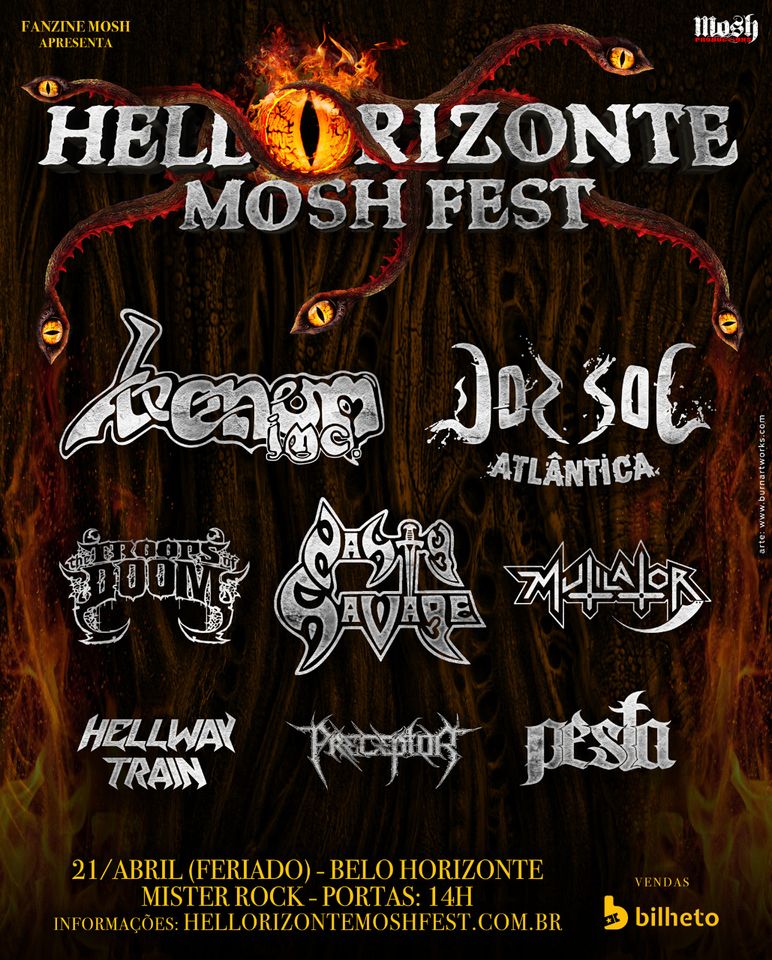 FANZINE MOSH
APRESENTA
Mosh
PRODUCTIONS
HELLORIZONTE
MOSH FEST
Venom
inc.
DORSAL
ATLÂNTICA
the TROOPS of
DOOM
NASTY
SAVAGE
MUTILATOR
HELLWAY
TRAIN
PRECEPTOR
pesta
arte: www.burnartworks.com
21/ABRIL (FERIADO) - BELO HORIZONTE
MISTER ROCK - PORTAS: 14H
INFORMAÇÕES: HELLORIZONTEMOSHFEST.COM.BR
VENDAS
bilheto